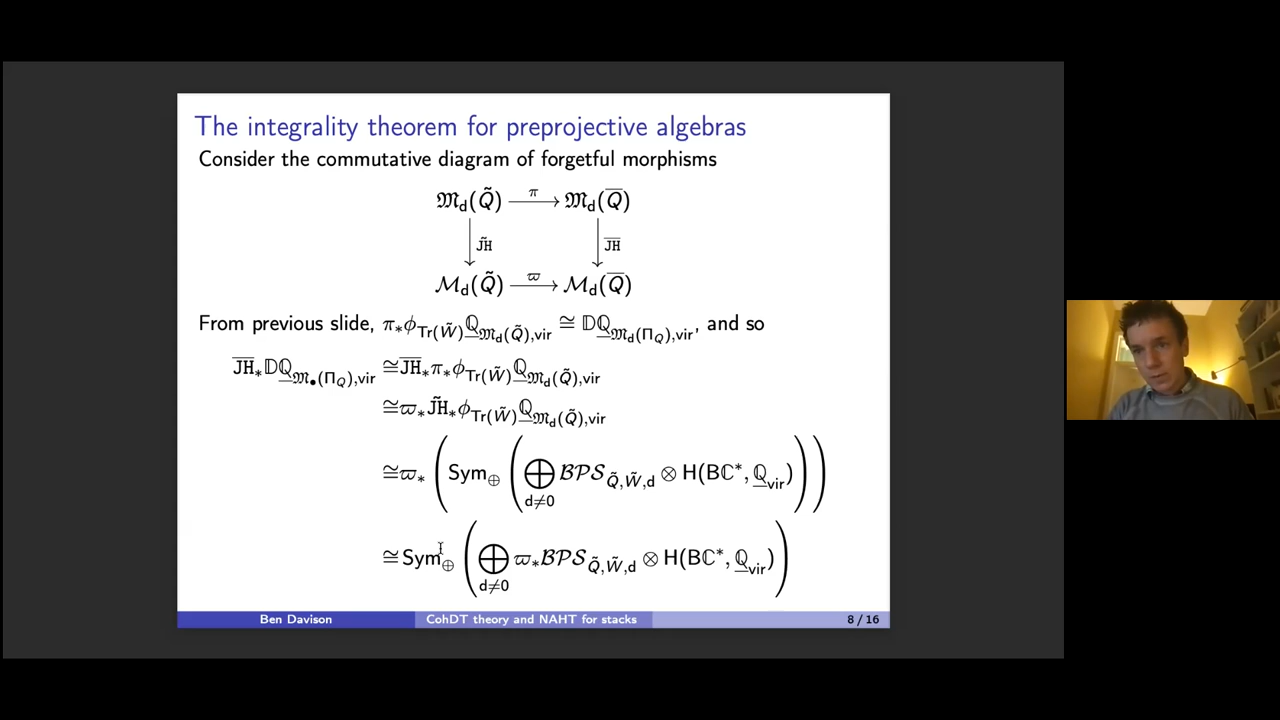 The integrality theorem for preprojective algebras
Consider the commutative diagram of forgetful morphisms
𝔐_d(Q̃) —π→ 𝔐_d(Q̅)
↓ J̃H ↓ J̅H̅
ℳ_d(Q̃) —ϖ→ ℳ_d(Q̅)
From previous slide, π_*ϕ_{Tr(W̃)}ℚ_{𝔐_d(Q̃),vir} ≅ 𝔻ℚ_{𝔐_d(Π_Q),vir}, and so
J̅H̅_*𝔻ℚ_{𝔐_•(Π_Q),vir} ≅J̅H̅_*π_*ϕ_{Tr(W̃)}ℚ_{𝔐_d(Q̃),vir}
≅ϖ_*J̃H_*ϕ_{Tr(W̃)}ℚ_{𝔐_d(Q̃),vir}
≅ϖ_*(Sym_⊕(⊕_{d≠0} ℬ𝒫𝒮_{Q̃,W̃,d} ⊗ H(Bℂ*, ℚ_vir)))
≅Sym_⊕(⊕_{d≠0} ϖ_*ℬ𝒫𝒮_{Q̃,W̃,d} ⊗ H(Bℂ*, ℚ_vir))
Ben Davison CohDT theory and NAHT for stacks 8 / 16